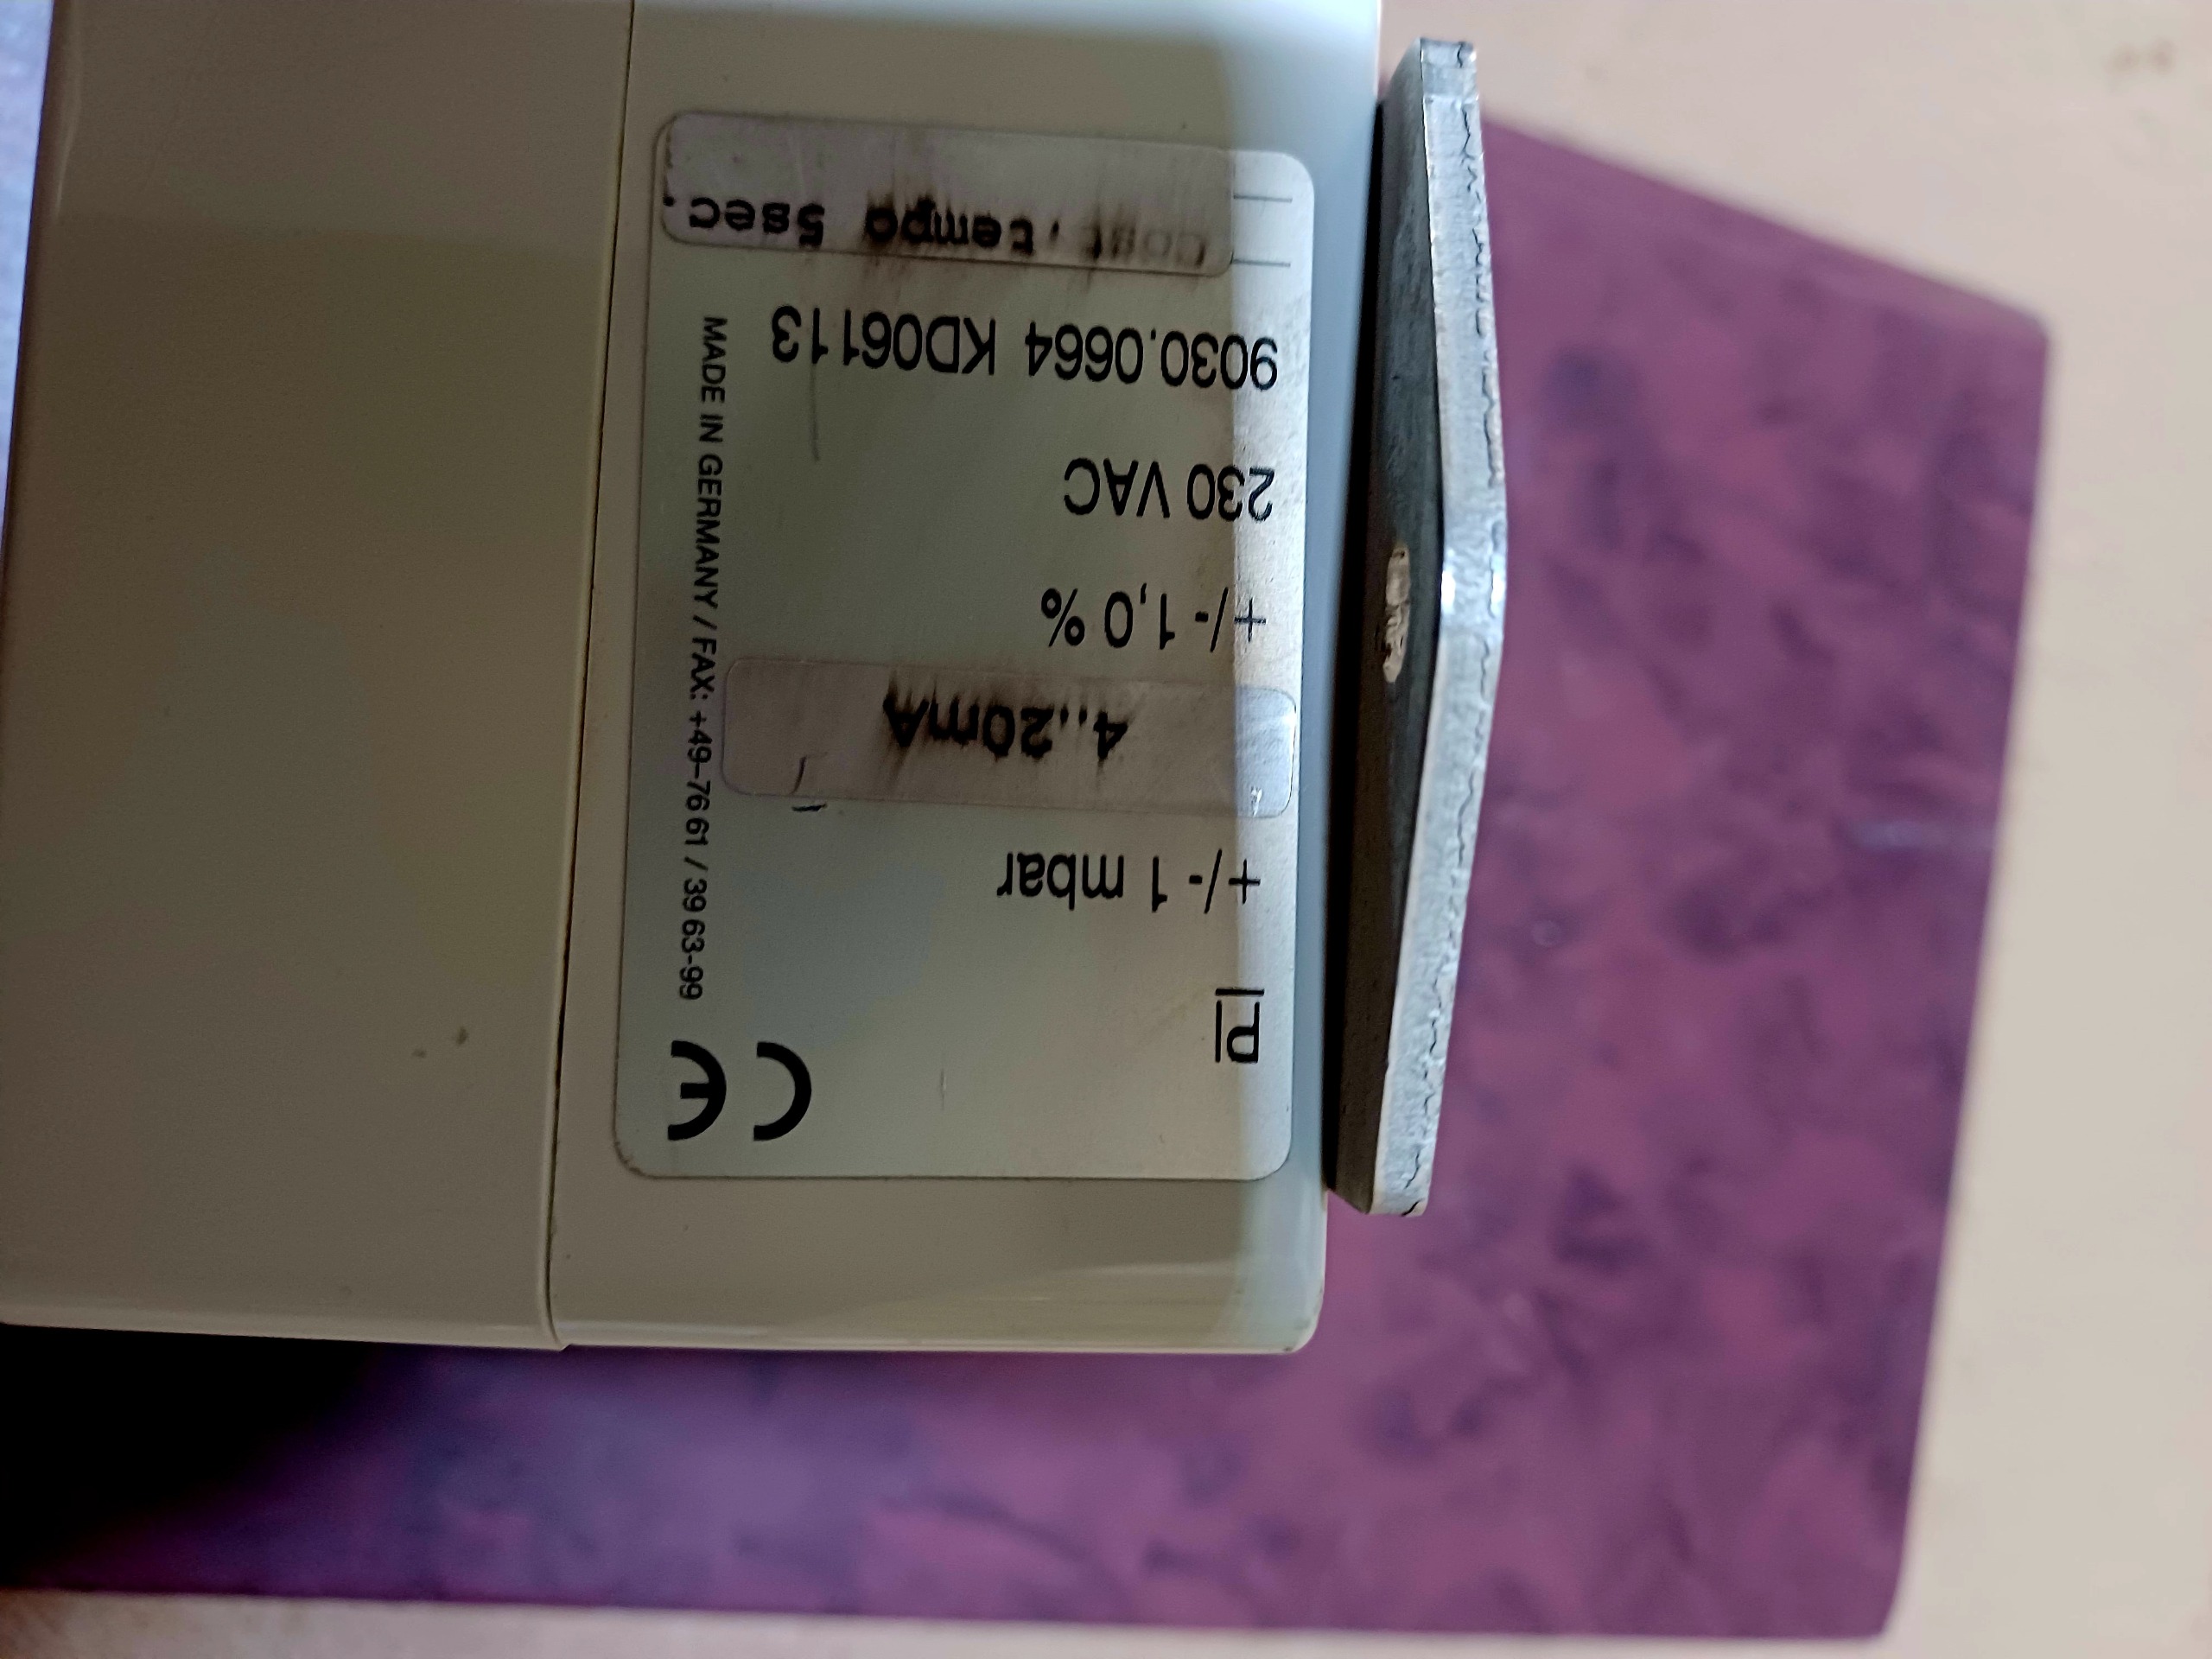 CE
PI
+/- 1 mbar
4..20mA
+/- 1,0 %
230 VAC
9030.0664 KD06113
Cost.tempo 5sec.
MADE IN GERMANY / FAX: +49–76 61 / 39 63-99